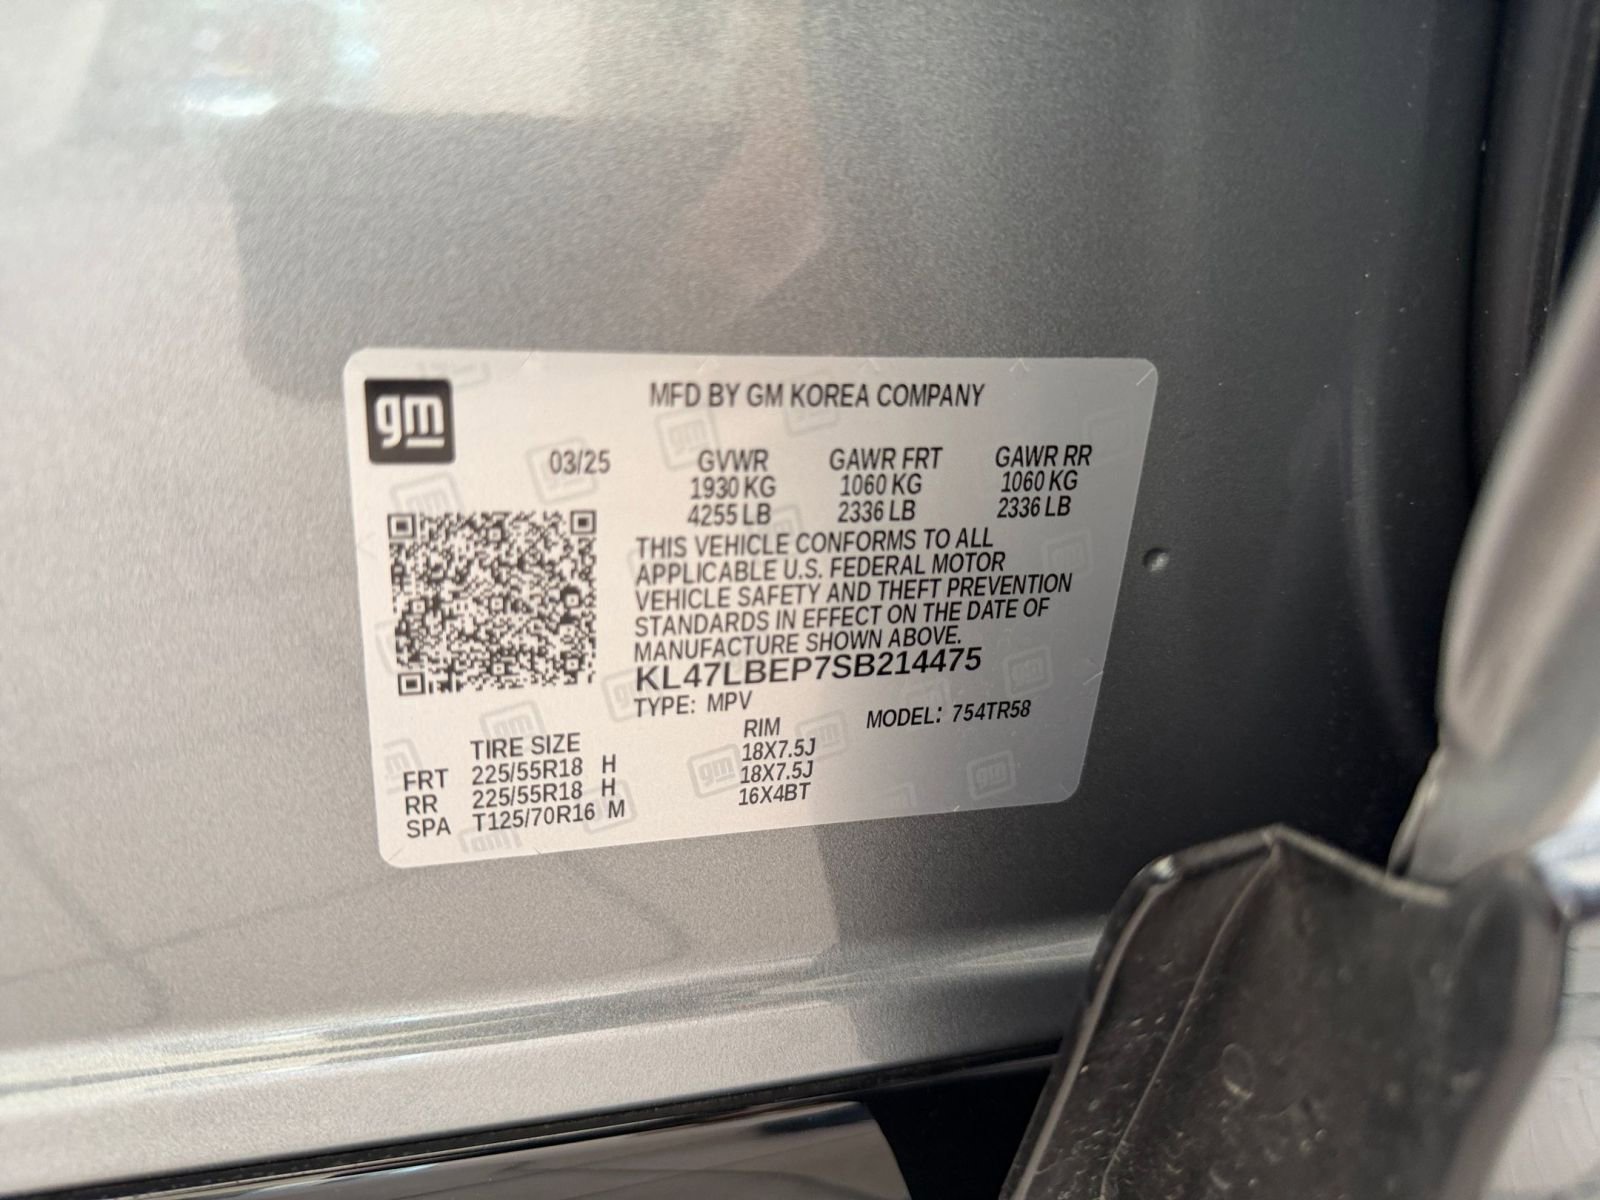 gm
MFD BY GM KOREA COMPANY
03/25 GVWR GAWR FRT GAWR RR
1930 KG 1060 KG 1060 KG
4255 LB 2336 LB 2336 LB
THIS VEHICLE CONFORMS TO ALL
APPLICABLE U.S. FEDERAL MOTOR
VEHICLE SAFETY AND THEFT PREVENTION
STANDARDS IN EFFECT ON THE DATE OF
MANUFACTURE SHOWN ABOVE.
KL47LBEP7SB214475
TYPE: MPV MODEL: 754TR58
TIRE SIZE RIM
FRT 225/55R18 H 18X7.5J
RR 225/55R18 H 18X7.5J
SPA T125/70R16 M 16X4BT